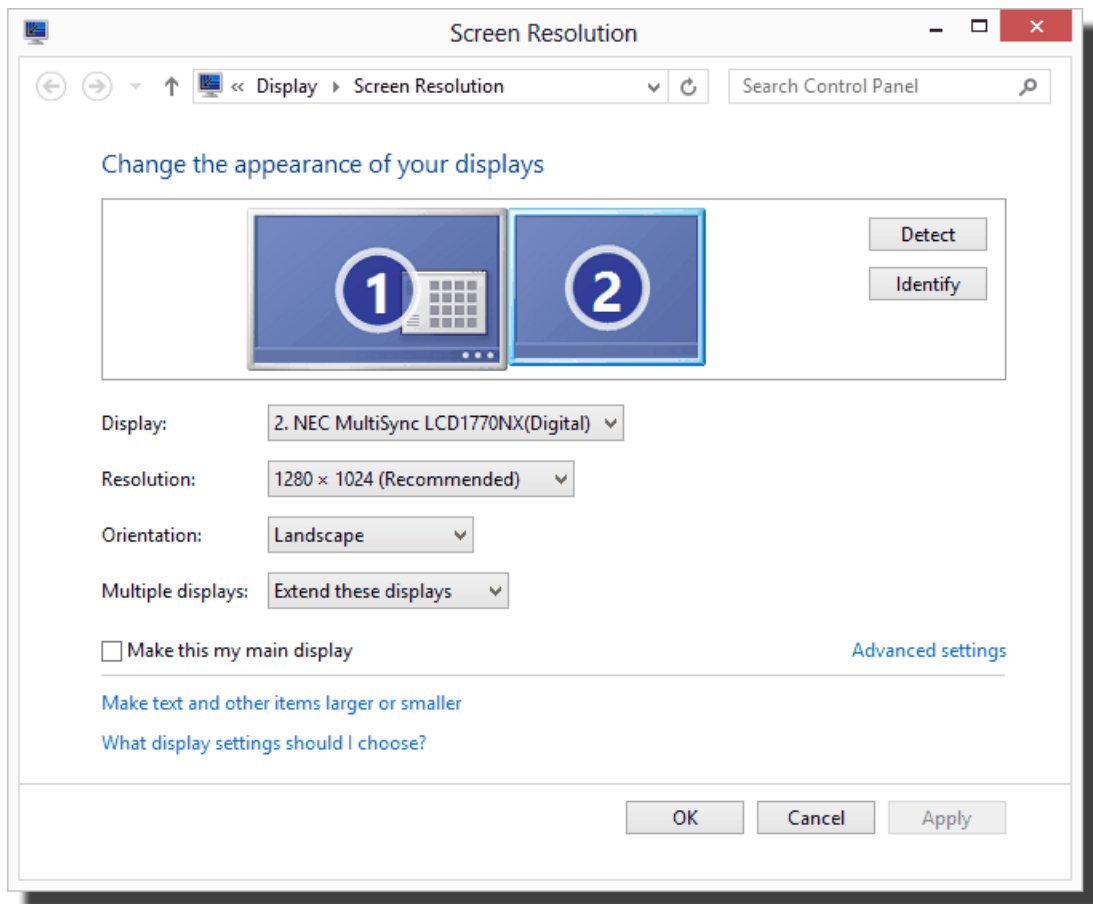 Screen Resolution
« Display Screen Resolution
Search Control Panel
Change the appearance of your displays
1
2
Detect
Identify
Display: 2. NEC MultiSync LCD1770NX(Digital)
Resolution: 1280 × 1024 (Recommended)
Orientation: Landscape
Multiple displays: Extend these displays
Make this my main display
Advanced settings
Make text and other items larger or smaller
What display settings should I choose?
OK Cancel Apply